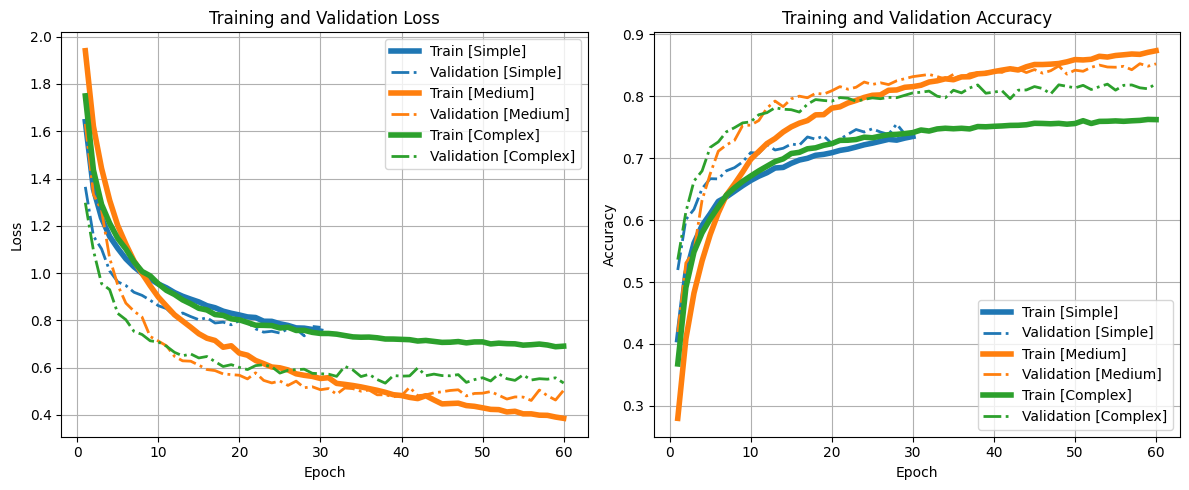 Training and Validation Loss
2.0
1.8
1.6
1.4
1.2
1.0
0.8
0.6
0.4
Loss
0
10
20
30
40
50
60
Epoch
Train [Simple]
Validation [Simple]
Train [Medium]
Validation [Medium]
Train [Complex]
Validation [Complex]
Training and Validation Accuracy
0.9
0.8
0.7
0.6
0.5
0.4
0.3
Accuracy
0
10
20
30
40
50
60
Epoch
Train [Simple]
Validation [Simple]
Train [Medium]
Validation [Medium]
Train [Complex]
Validation [Complex]